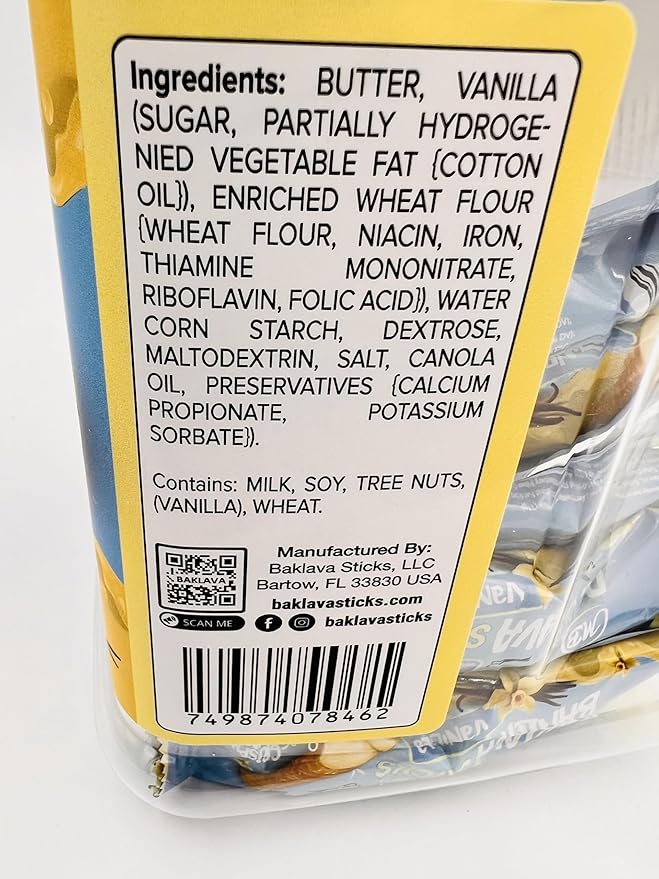 Ingredients: BUTTER, VANILLA
(SUGAR, PARTIALLY HYDROGE-
NIED VEGETABLE FAT {COTTON
OIL}), ENRICHED WHEAT FLOUR
{WHEAT FLOUR, NIACIN, IRON,
THIAMINE MONONITRATE,
RIBOFLAVIN, FOLIC ACID}), WATER
CORN STARCH, DEXTROSE,
MALTODEXTRIN, SALT, CANOLA
OIL, PRESERVATIVES {CALCIUM
PROPIONATE, POTASSIUM
SORBATE}).
Contains: MILK, SOY, TREE NUTS,
(VANILLA), WHEAT.
BAKLAVA
SCAN ME
Manufactured By:
Baklava Sticks, LLC
Bartow, FL 33830 USA
baklavasticks.com
baklavasticks
749874078462
VANILLA